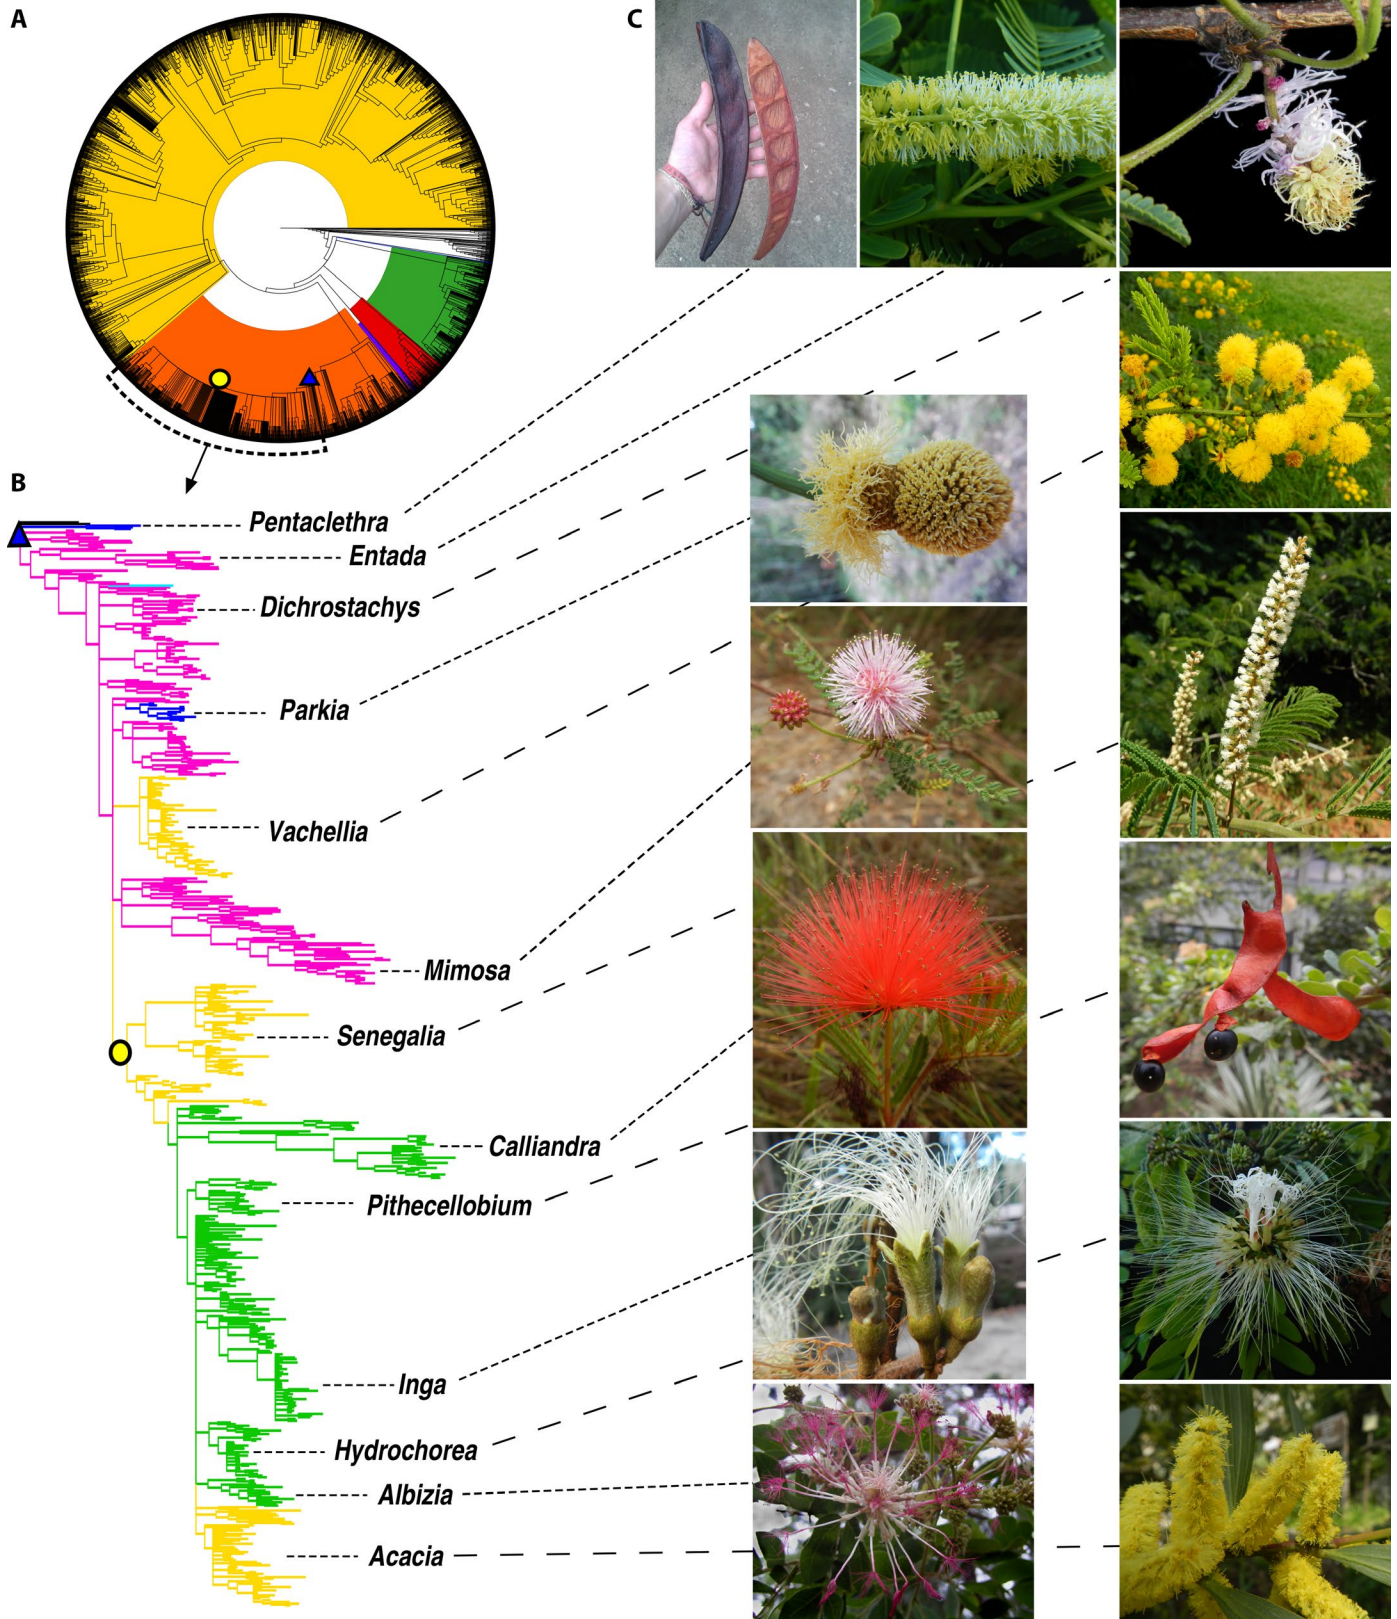 A
C
B
Pentaclethra
Entada
Dichrostachys
Parkia
Vachellia
Mimosa
Senegalia
Calliandra
Pithecellobium
Inga
Hydrochorea
Albizia
Acacia